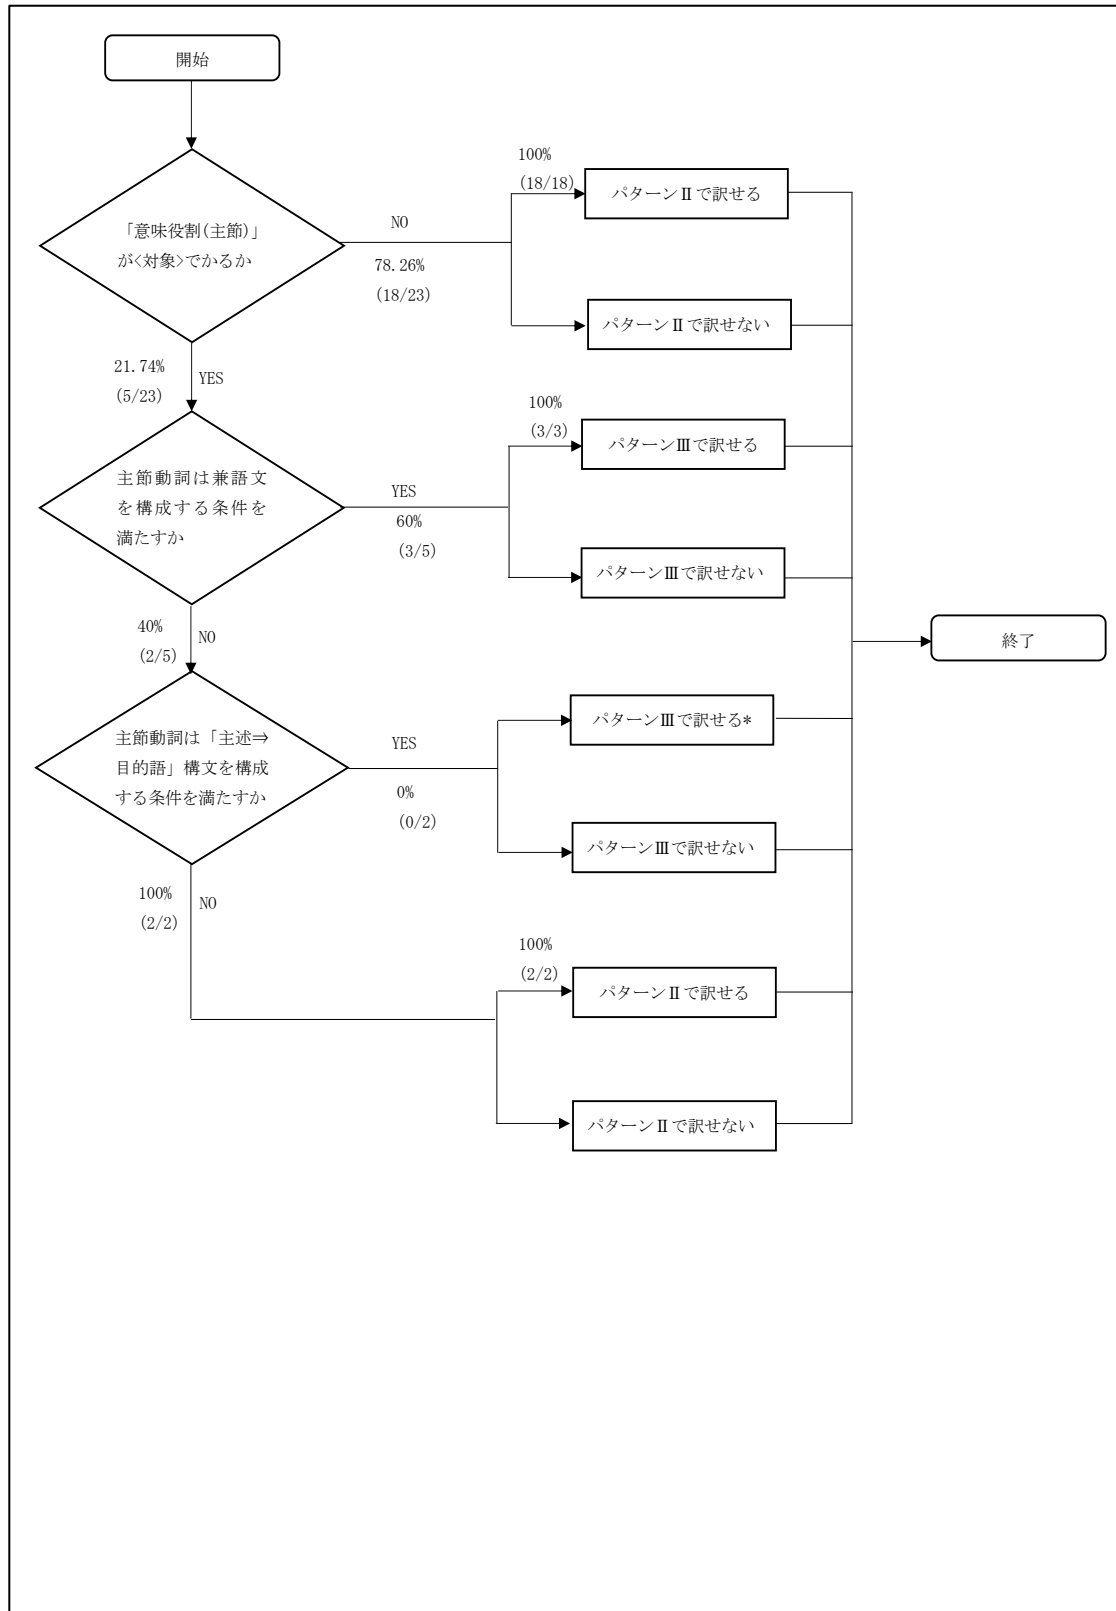 開始
「意味役割(主節)」
が<対象>でかるか
NO
78.26%
(18/23)
100%
(18/18)
パターンⅡで訳せる
パターンⅡで訳せない
21.74%
(5/23)
YES
主節動詞は兼語文
を構成する条件を
満たすか
YES
60%
(3/5)
100%
(3/3)
パターンⅢで訳せる
パターンⅢで訳せない
40%
(2/5)
NO
主節動詞は「主述⇒
目的語」構文を構成
する条件を満たすか
YES
0%
(0/2)
パターンⅢで訳せる*
パターンⅢで訳せない
100%
(2/2)
NO
100%
(2/2)
パターンⅡで訳せる
パターンⅡで訳せない
終了